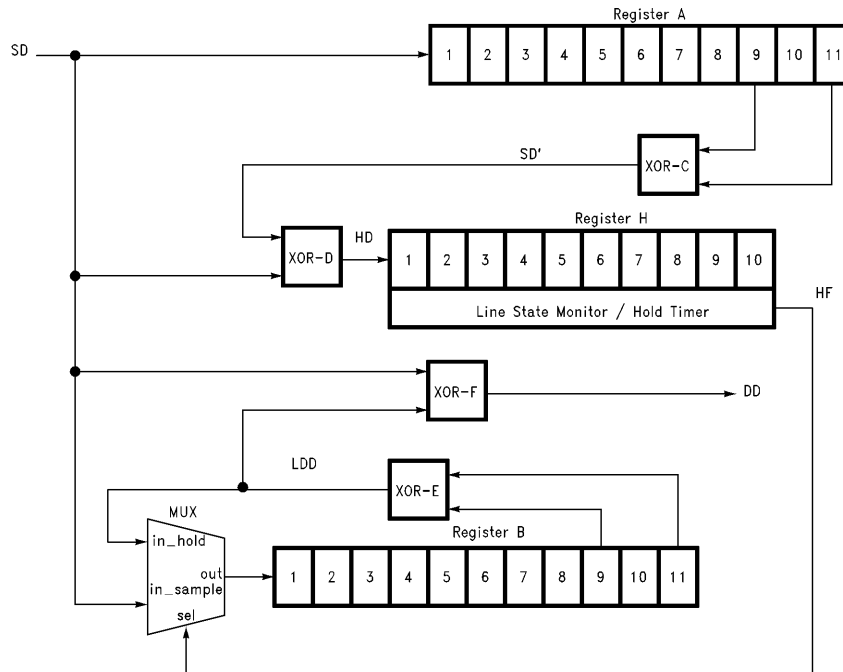 Register A
SD
1 2 3 4 5 6 7 8 9 10 11
SD'
XOR-C
Register H
XOR-D
HD
1 2 3 4 5 6 7 8 9 10
HF
Line State Monitor / Hold Timer
XOR-F
DD
LDD
XOR-E
MUX
Register B
in_hold
out
in_sample
sel
1 2 3 4 5 6 7 8 9 10 11